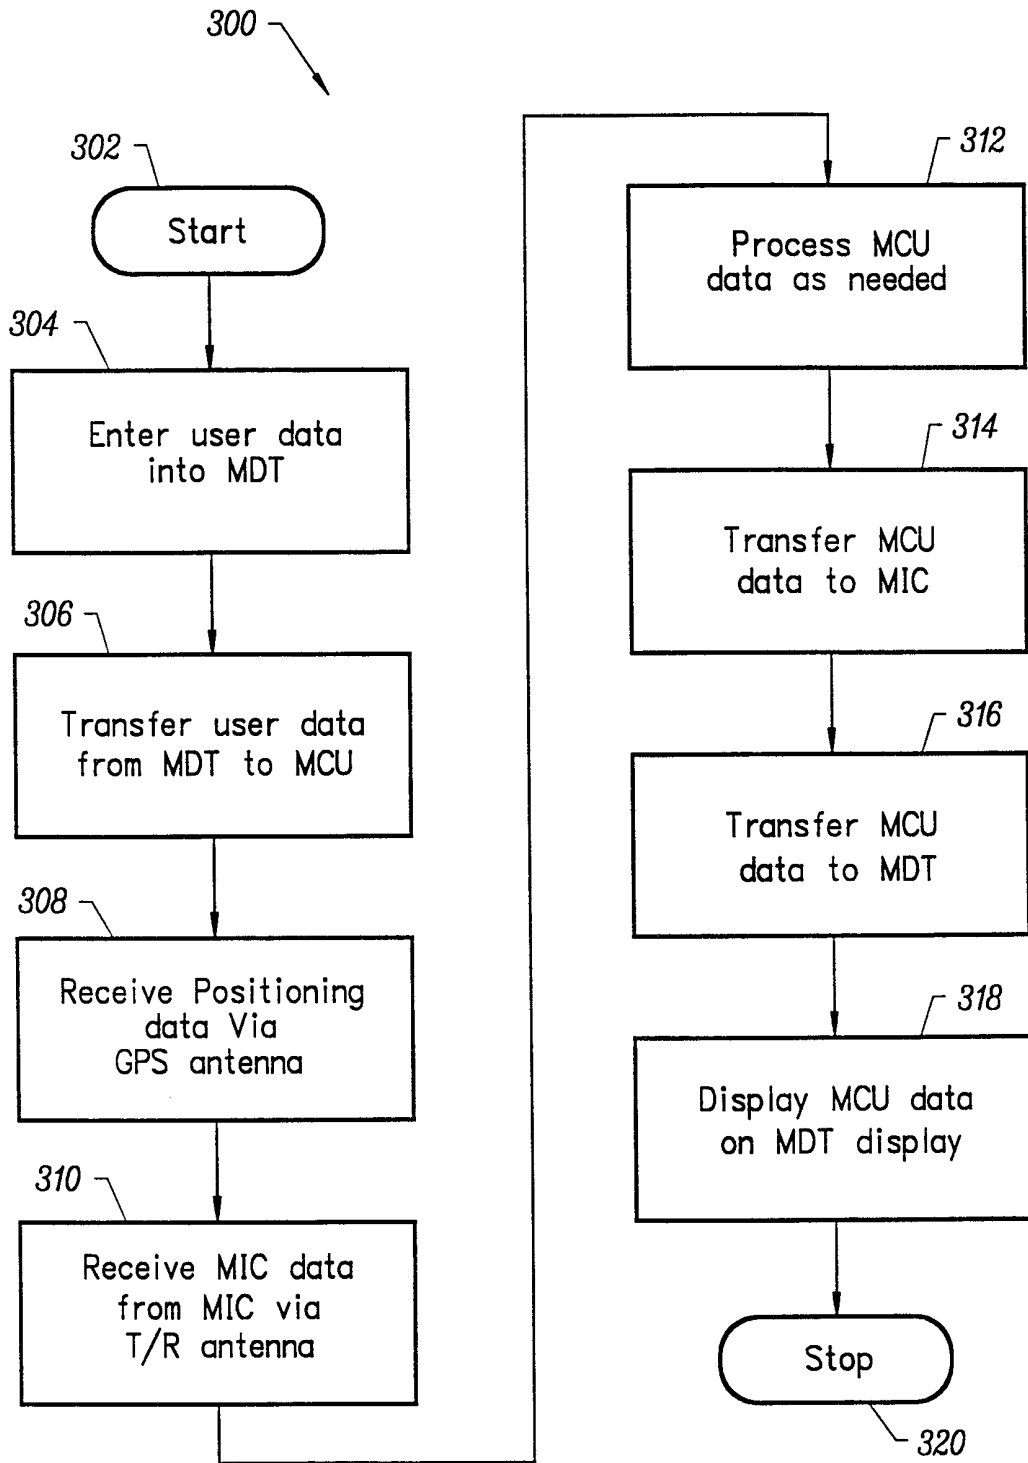 300
302
Start
304
Enter user data
into MDT
306
Transfer user data
from MDT to MCU
308
Receive Positioning
data Via
GPS antenna
310
Receive MIC data
from MIC via
T/R antenna
312
Process MCU
data as needed
314
Transfer MCU
data to MIC
316
Transfer MCU
data to MDT
318
Display MCU data
on MDT display
Stop
320